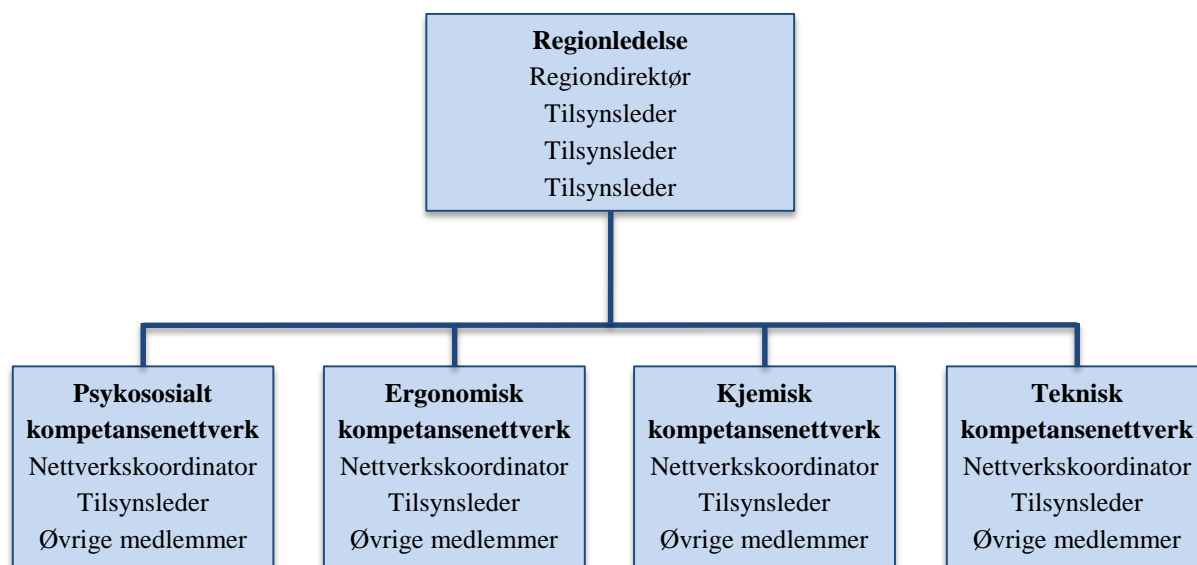 Regionledelse
Regiondirektør
Tilsynsleder
Tilsynsleder
Tilsynsleder
Psykososialt
kompetansenettverk
Nettverkskoordinator
Tilsynsleder
Øvrige medlemmer
Ergonomisk
kompetansenettverk
Nettverkskoordinator
Tilsynsleder
Øvrige medlemmer
Kjemisk
kompetansenettverk
Nettverkskoordinator
Tilsynsleder
Øvrige medlemmer
Teknisk
kompetansenettverk
Nettverkskoordinator
Tilsynsleder
Øvrige medlemmer